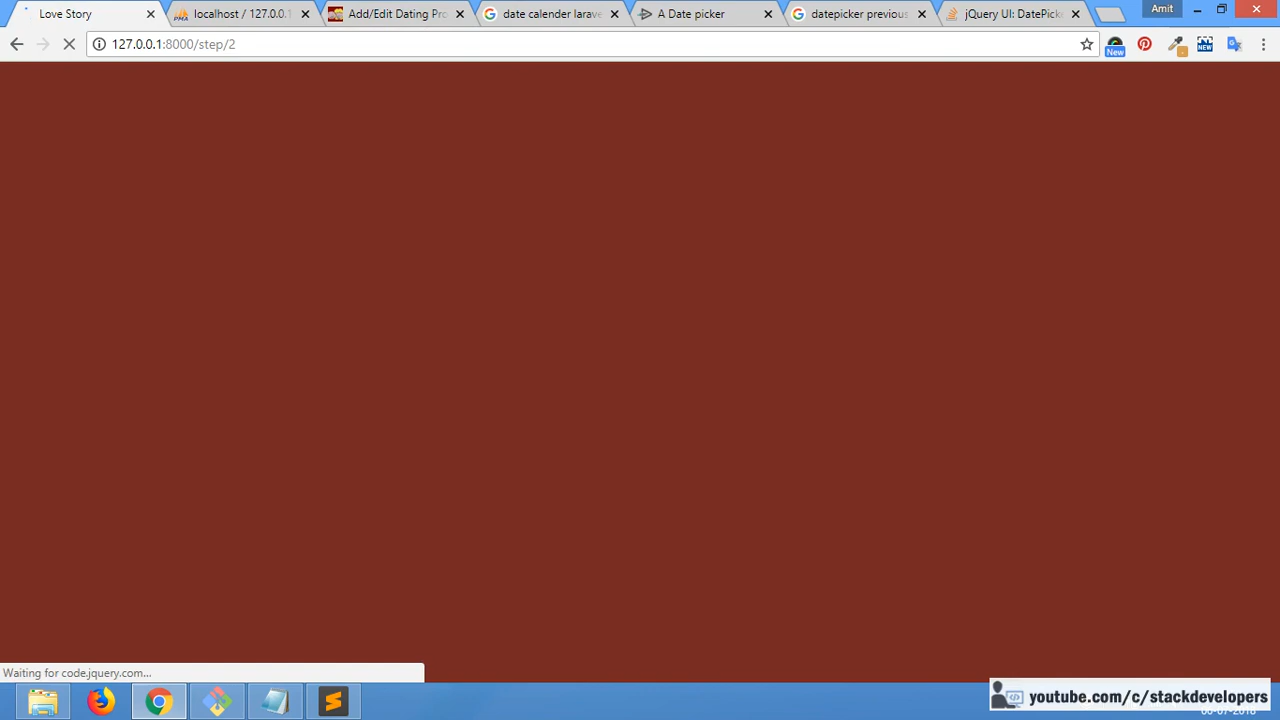 Love Story
localhost / 127.0.0.1
Add/Edit Dating Pro
date calender larave
A Date picker
datepicker previous
jQuery UI: DatePick
Amit
127.0.0.1:8000/step/2
New
NEW
Waiting for code.jquery.com...
youtube.com/c/stackdevelopers